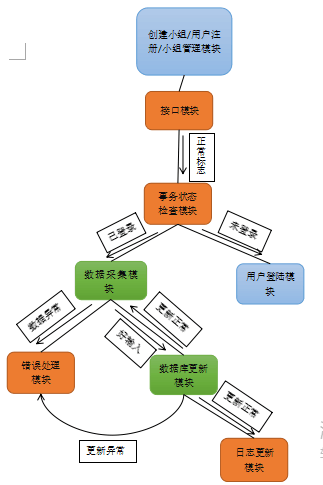 创建小组/用户注
册/小组管理模块
接口模块
正
常
标
志
事务状态
检查模块
已登录
未登录
数据采集模
块
用户登陆模
块
数据异常
更新正常
待输入
错误处理
模块
数据库更新
模块
更新正常
更新异常
日志更新
模块